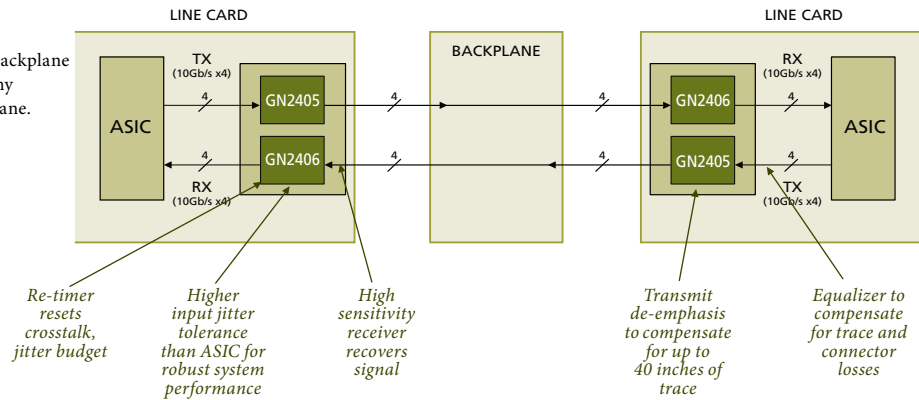 LINE CARD
LINE CARD
ackplane
ny
ane.
BACKPLANE
TX
(10Gb/s x4)
RX
(10Gb/s x4)
4
GN2405
4
4
GN2406
4
ASIC
ASIC
4
GN2406
4
4
GN2405
4
RX
(10Gb/s x4)
TX
(10Gb/s x4)
Re-timer
resets
crosstalk,
jitter budget
Higher
input jitter
tolerance
than ASIC for
robust system
performance
High
sensitivity
receiver
recovers
signal
Transmit
de-emphasis
to compensate
for up to
40 inches of
trace
Equalizer to
compensate
for trace and
connector
losses